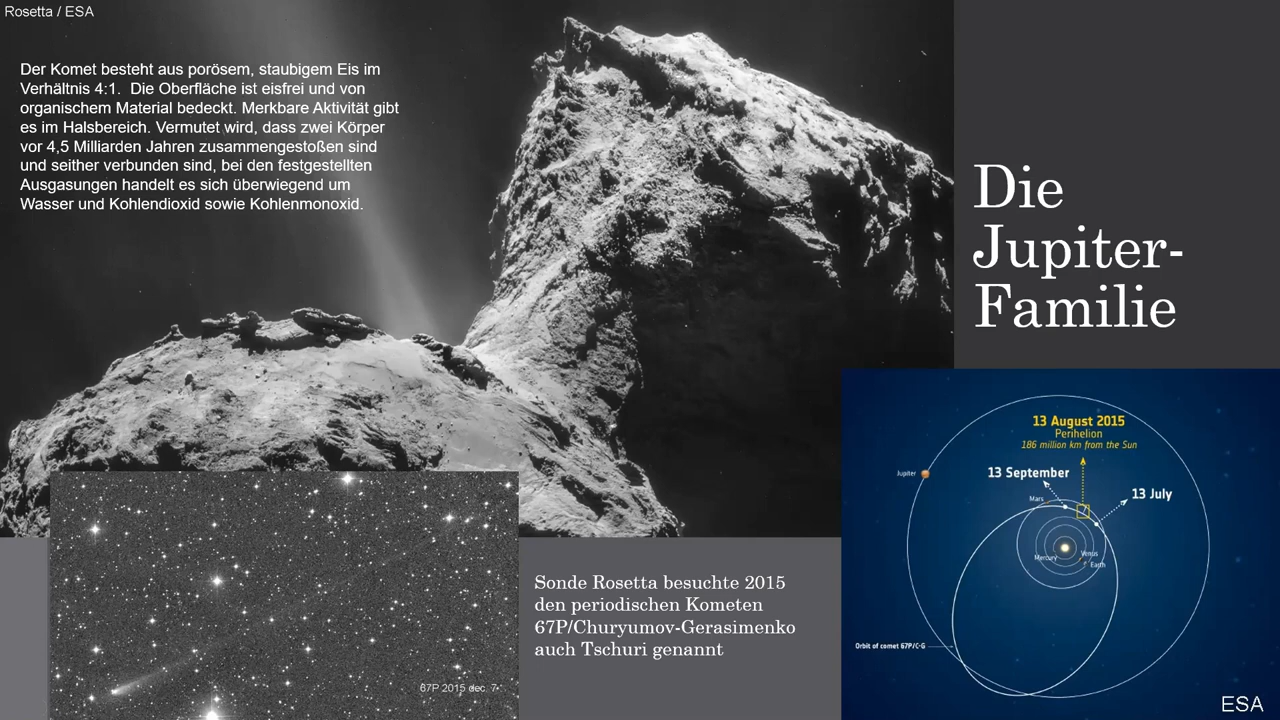 Rosetta / ESA
Der Komet besteht aus porösem, staubigem Eis im
Verhältnis 4:1.  Die Oberfläche ist eisfrei und von
organischem Material bedeckt. Merkbare Aktivität gibt
es im Halsbereich. Vermutet wird, dass zwei Körper
vor 4,5 Milliarden Jahren zusammengestoßen sind
und seither verbunden sind, bei den festgestellten
Ausgasungen handelt es sich überwiegend um
Wasser und Kohlendioxid sowie Kohlenmonoxid.
Die
Jupiter-
Familie
13 August 2015
Perihelion
186 million km from the Sun
Jupiter
13 September
13 July
Mars
Mercury
Venus
Earth
Orbit of comet 67P/C-G
ESA
Sonde Rosetta besuchte 2015
den periodischen Kometen
67P/Churyumov-Gerasimenko
auch Tschuri genannt
67P 2015 dec. 7